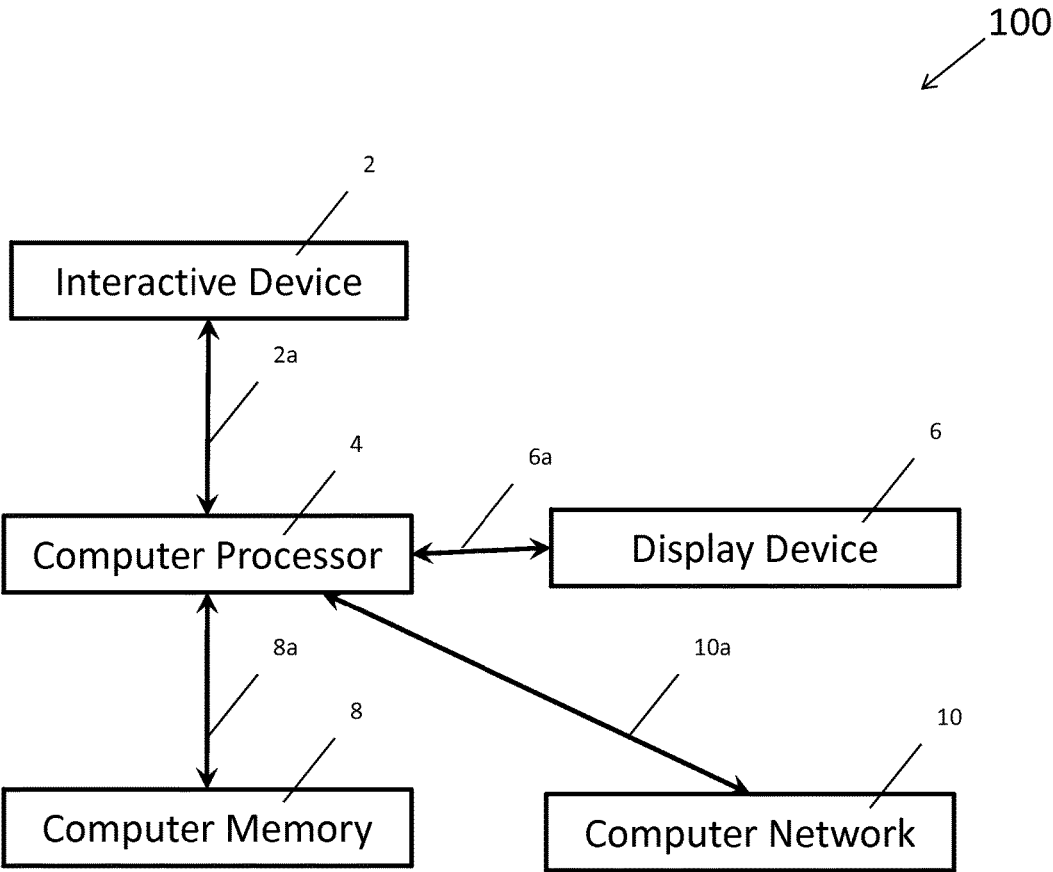 100
2
Interactive Device
2a
4
6a
6
Computer Processor
Display Device
8a
10a
8
10
Computer Memory
Computer Network